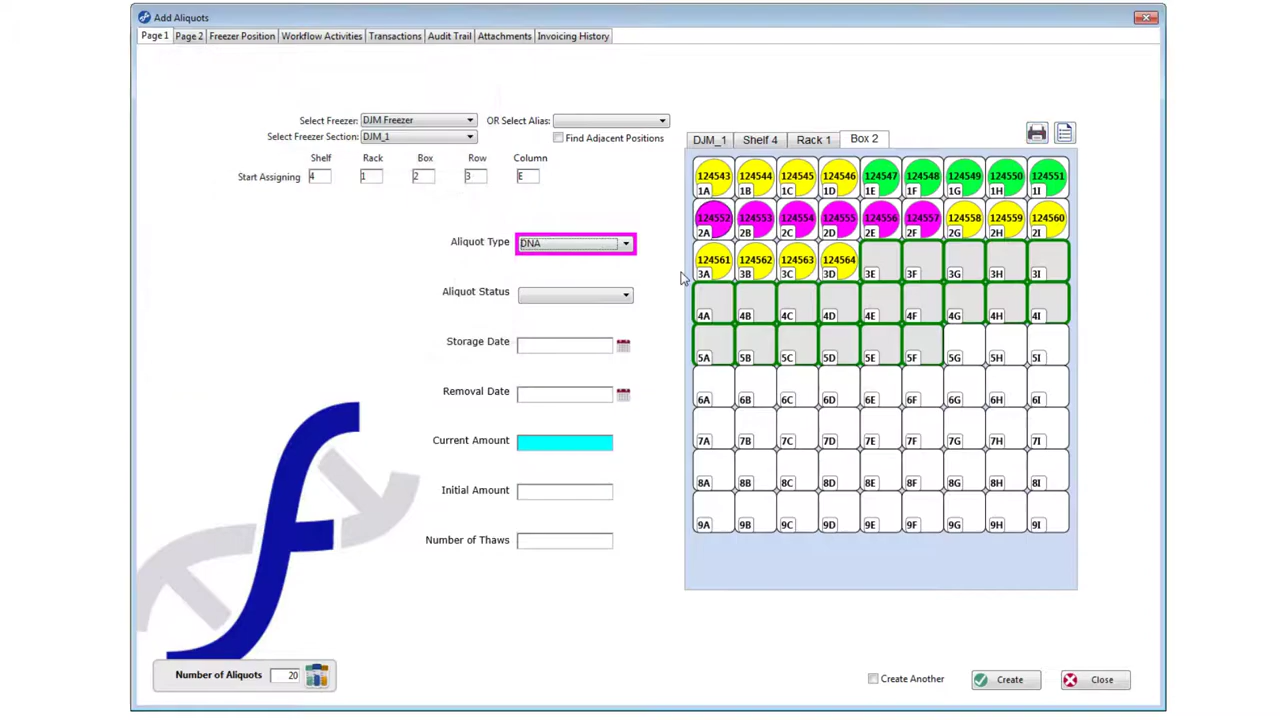 Add Aliquots
Page 1 Page 2 Freezer Position Workflow Activities Transactions Audit Trail Attachments Invoicing History
Select Freezer: DJM Freezer OR Select Alias:
Select Freezer Section: DJM_1 Find Adjacent Positions
Shelf Rack Box Row Column
Start Assigning 4 1 2 3 E
Aliquot Type DNA
Aliquot Status
Storage Date
Removal Date
Current Amount
Initial Amount
Number of Thaws
Number of Aliquots 20
DJM_1 Shelf 4 Rack 1 Box 2
124543 124544 124545 124546 124547 124548 124549 124550 124551
1A 1B 1C 1D 1E 1F 1G 1H 1I
124552 124553 124554 124555 124556 124557 124558 124559 124560
2A 2B 2C 2D 2E 2F 2G 2H 2I
124561 124562 124563 124564
3A 3B 3C 3D 3E 3F 3G 3H 3I
4A 4B 4C 4D 4E 4F 4G 4H 4I
5A 5B 5C 5D 5E 5F 5G 5H 5I
6A 6B 6C 6D 6E 6F 6G 6H 6I
7A 7B 7C 7D 7E 7F 7G 7H 7I
8A 8B 8C 8D 8E 8F 8G 8H 8I
9A 9B 9C 9D 9E 9F 9G 9H 9I
Create Another Create Close